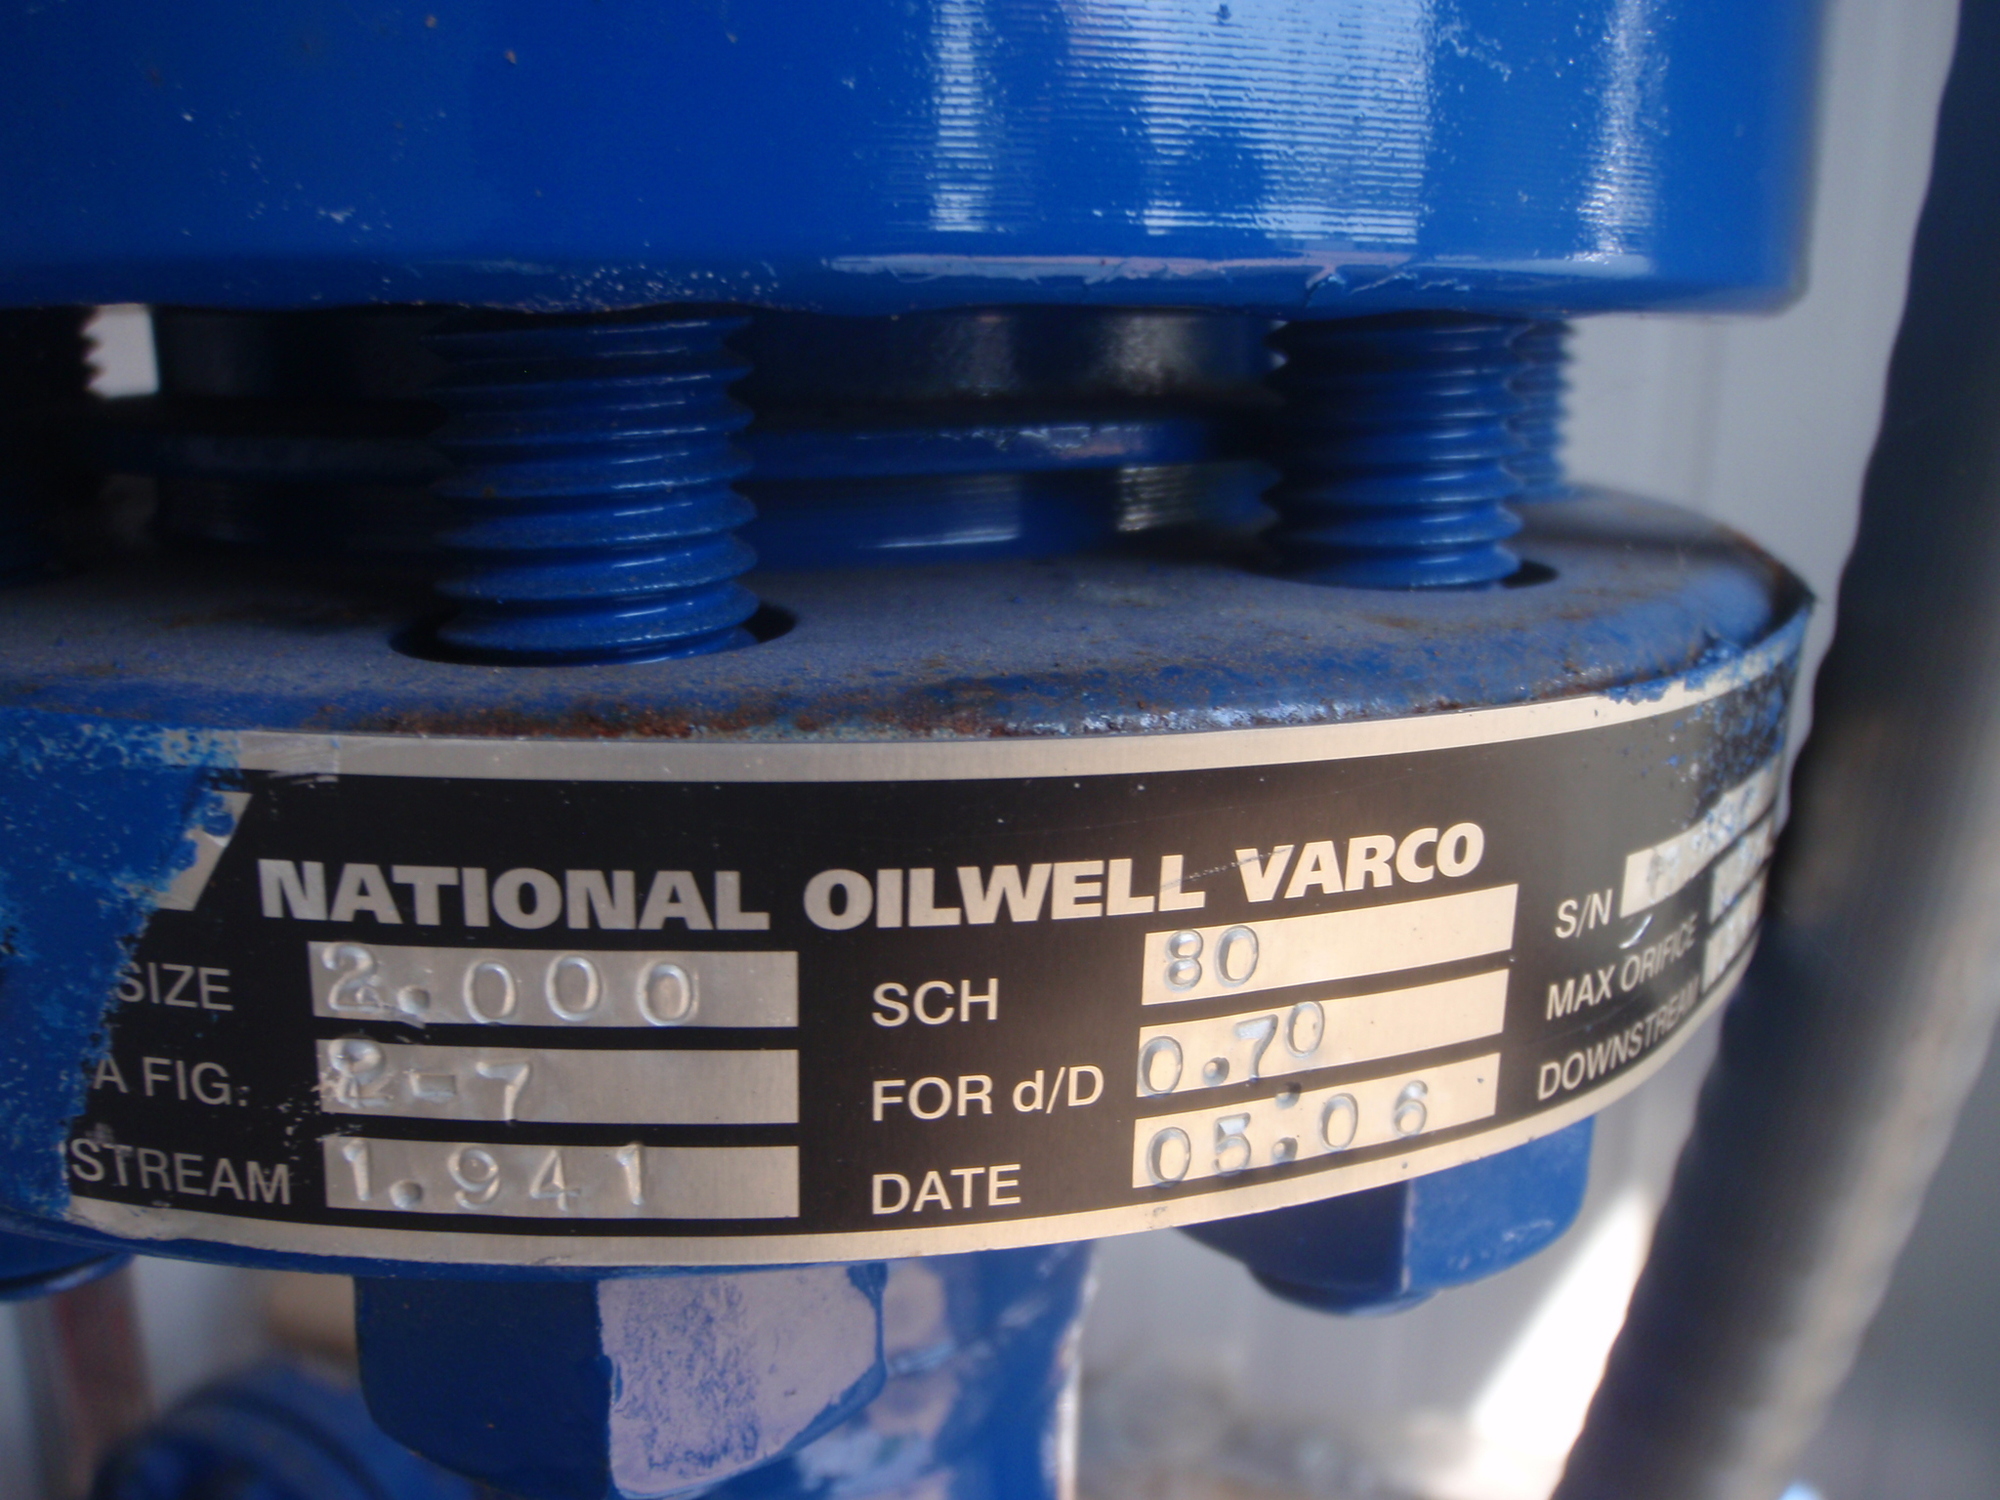 NATIONAL OILWELL VARCO
SIZE 2.000 SCH 80 S/N
A FIG. 2-7 FOR d/D 0.70 MAX ORIFICE
STREAM 1.941 DATE 05:06 DOWNSTREAM